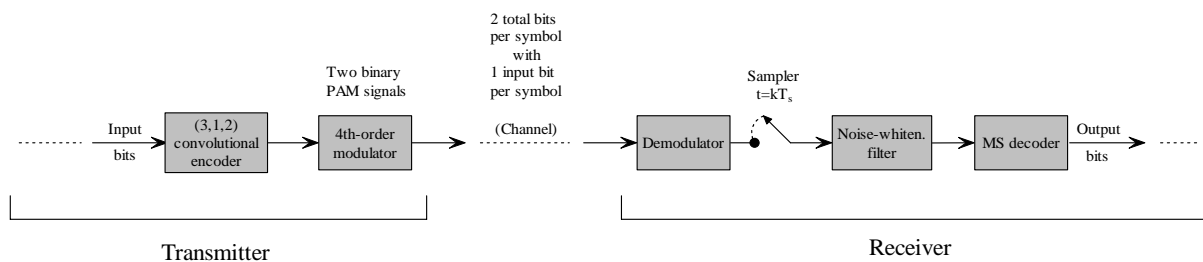 2 total bits
per symbol
with
1 input bit
per symbol
Two binary
PAM signals
Sampler
t=kTs
Input
bits
(3,1,2)
convolutional
encoder
4th-order
modulator
(Channel)
Demodulator
Noise-whiten.
filter
MS decoder
Output
bits
Transmitter
Receiver